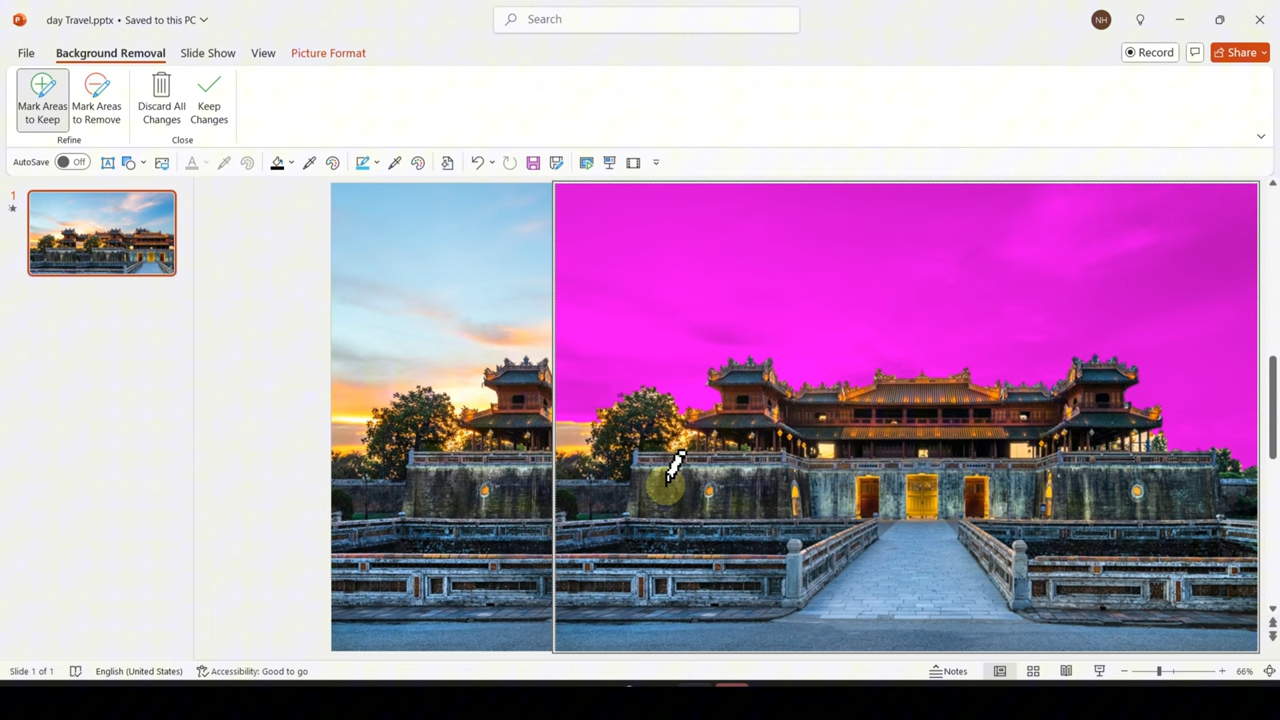 day Travel.pptx • Saved to this PC
Search
NH
File Background Removal Slide Show View Picture Format
Record
Share
Mark Areas to Keep
Mark Areas to Remove
Discard All Changes
Keep Changes
Refine
Close
AutoSave Off
A
A
1
Slide 1 of 1
English (United States)
Accessibility: Good to go
Notes
66%